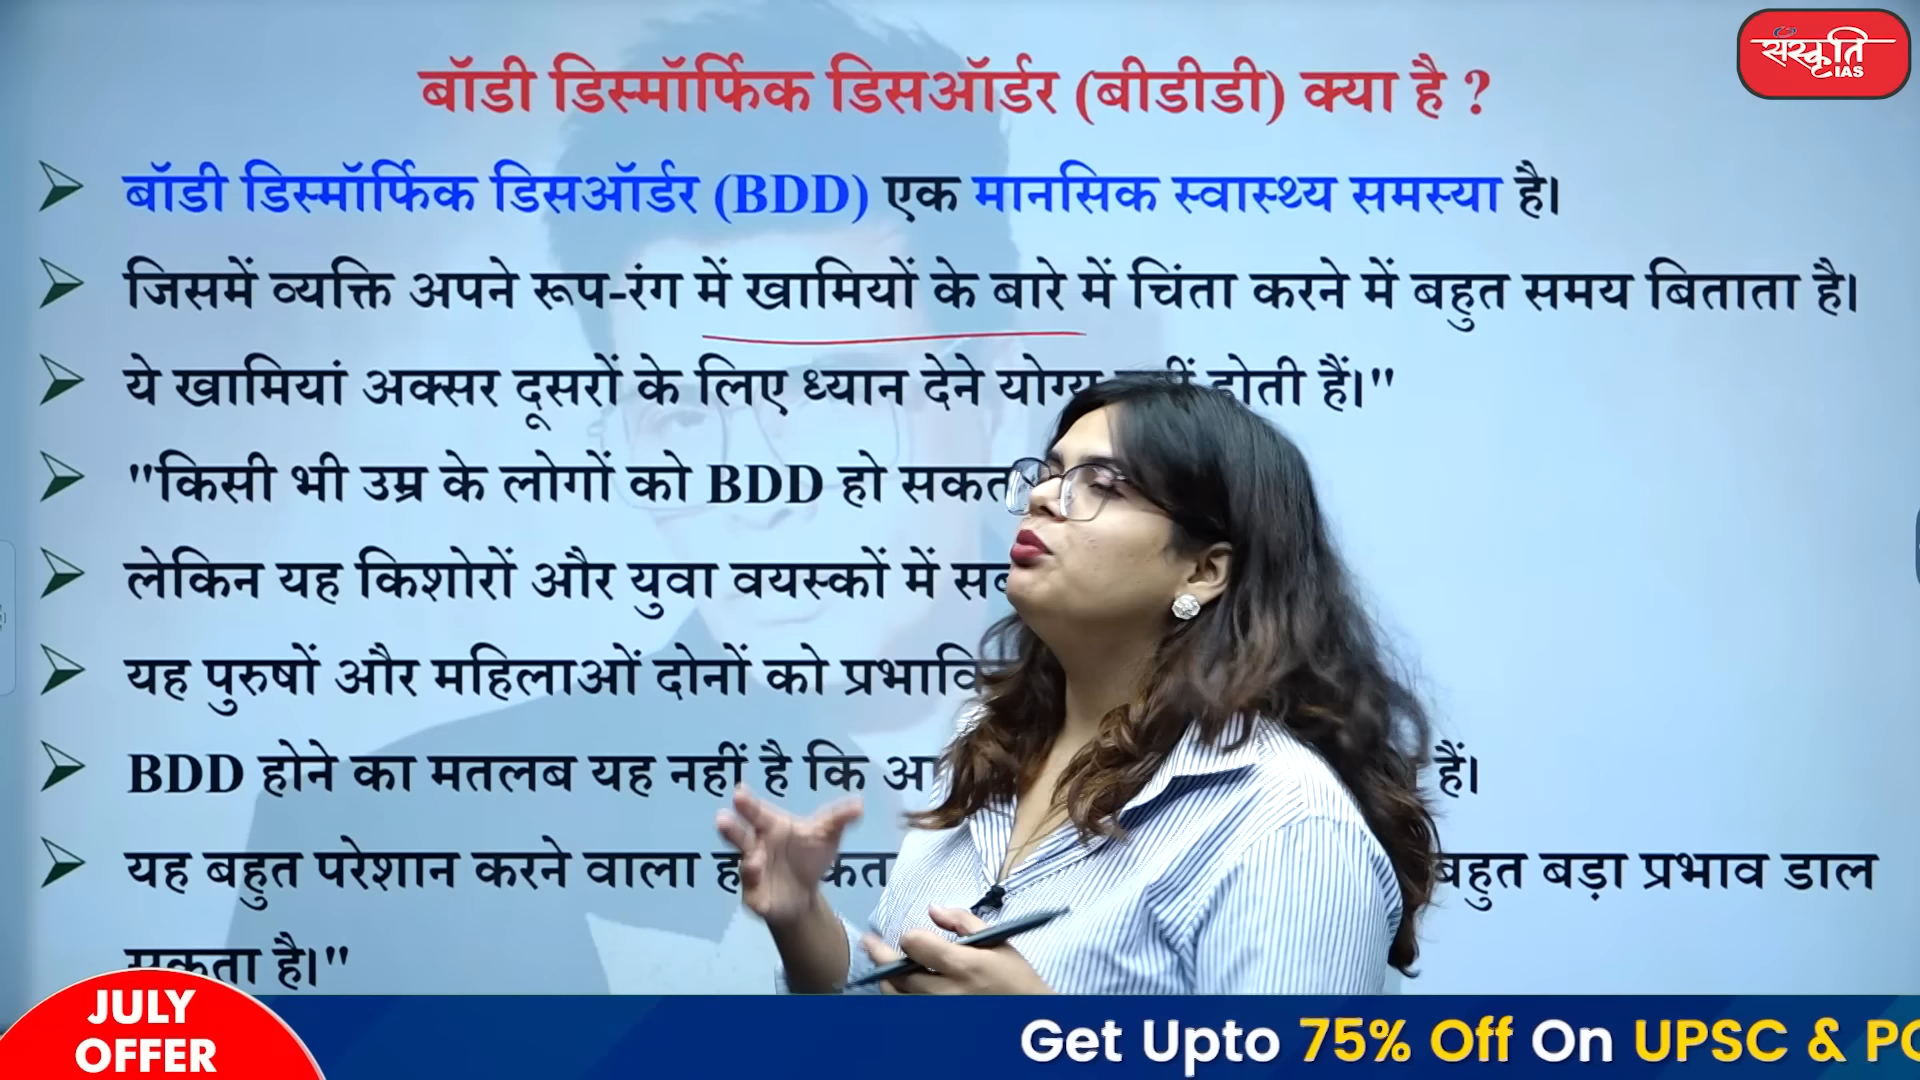 संस्कृति
IAS
बॉडी डिस्मॉर्फिक डिसऑर्डर (बीडीडी) क्या है ?
बॉडी डिस्मॉर्फिक डिसऑर्डर (BDD) एक मानसिक स्वास्थ्य समस्या है।
जिसमें व्यक्ति अपने रूप-रंग में खामियों के बारे में चिंता करने में बहुत समय बिताता है।
ये खामियां अक्सर दूसरों के लिए ध्यान देने योग्य होती हैं।"
"किसी भी उम्र के लोगों को BDD हो
लेकिन यह किशोरों और युवा वयस्कों में
यह पुरुषों और महिलाओं दोनों को
BDD होने का मतलब यह नहीं है कि हैं।
यह बहुत परेशान करने वाला बहुत बड़ा प्रभाव डाल
सकता है।"
JULY
OFFER
Get Upto 75% Off On UPSC &